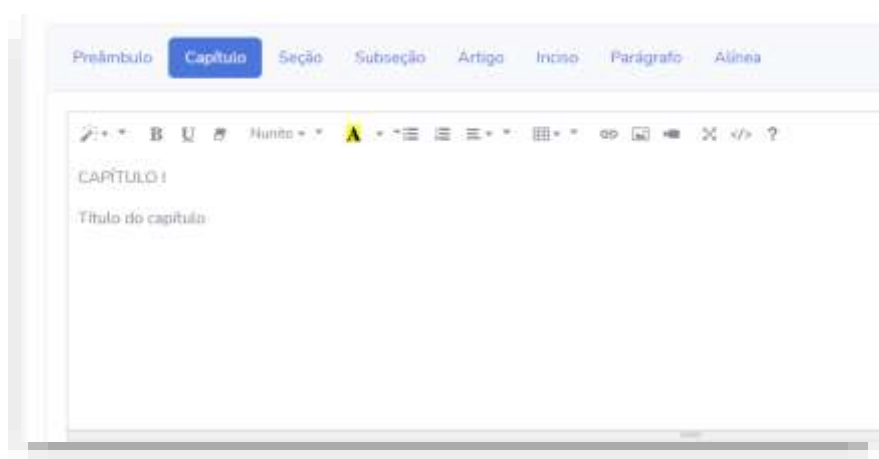 Preâmbulo Capítulo Seção Subseção Artigo Inciso Parágrafo Alínea
B U Nunito A </> ?
CAPÍTULO I
Título do capítulo